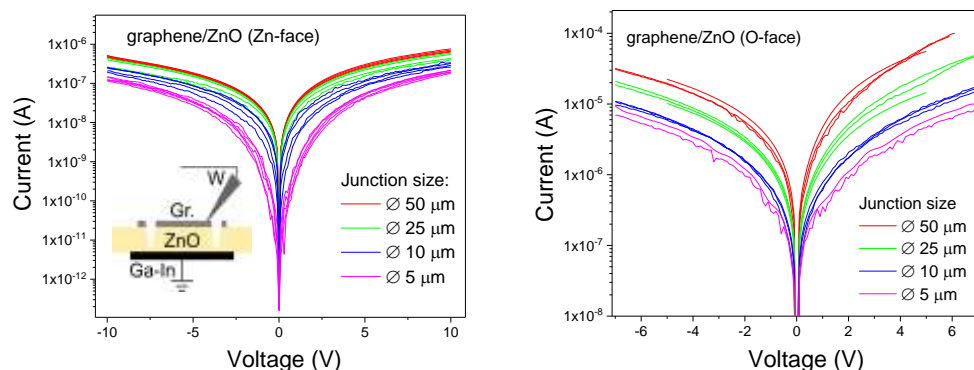 graphene/ZnO (Zn-face)
1x10⁻⁶
1x10⁻⁷
1x10⁻⁸
1x10⁻⁹
1x10⁻¹⁰
1x10⁻¹¹
1x10⁻¹²
Current (A)
W
Gr.
ZnO
Ga-In
Junction size:
∅ 50 μm
∅ 25 μm
∅ 10 μm
∅ 5 μm
-10 -5 0 5 10
Voltage (V)
graphene/ZnO (O-face)
1x10⁻⁴
1x10⁻⁵
1x10⁻⁶
1x10⁻⁷
1x10⁻⁸
Current (A)
Junction size
∅ 50 μm
∅ 25 μm
∅ 10 μm
∅ 5 μm
-6 -4 -2 0 2 4 6
Voltage (V)